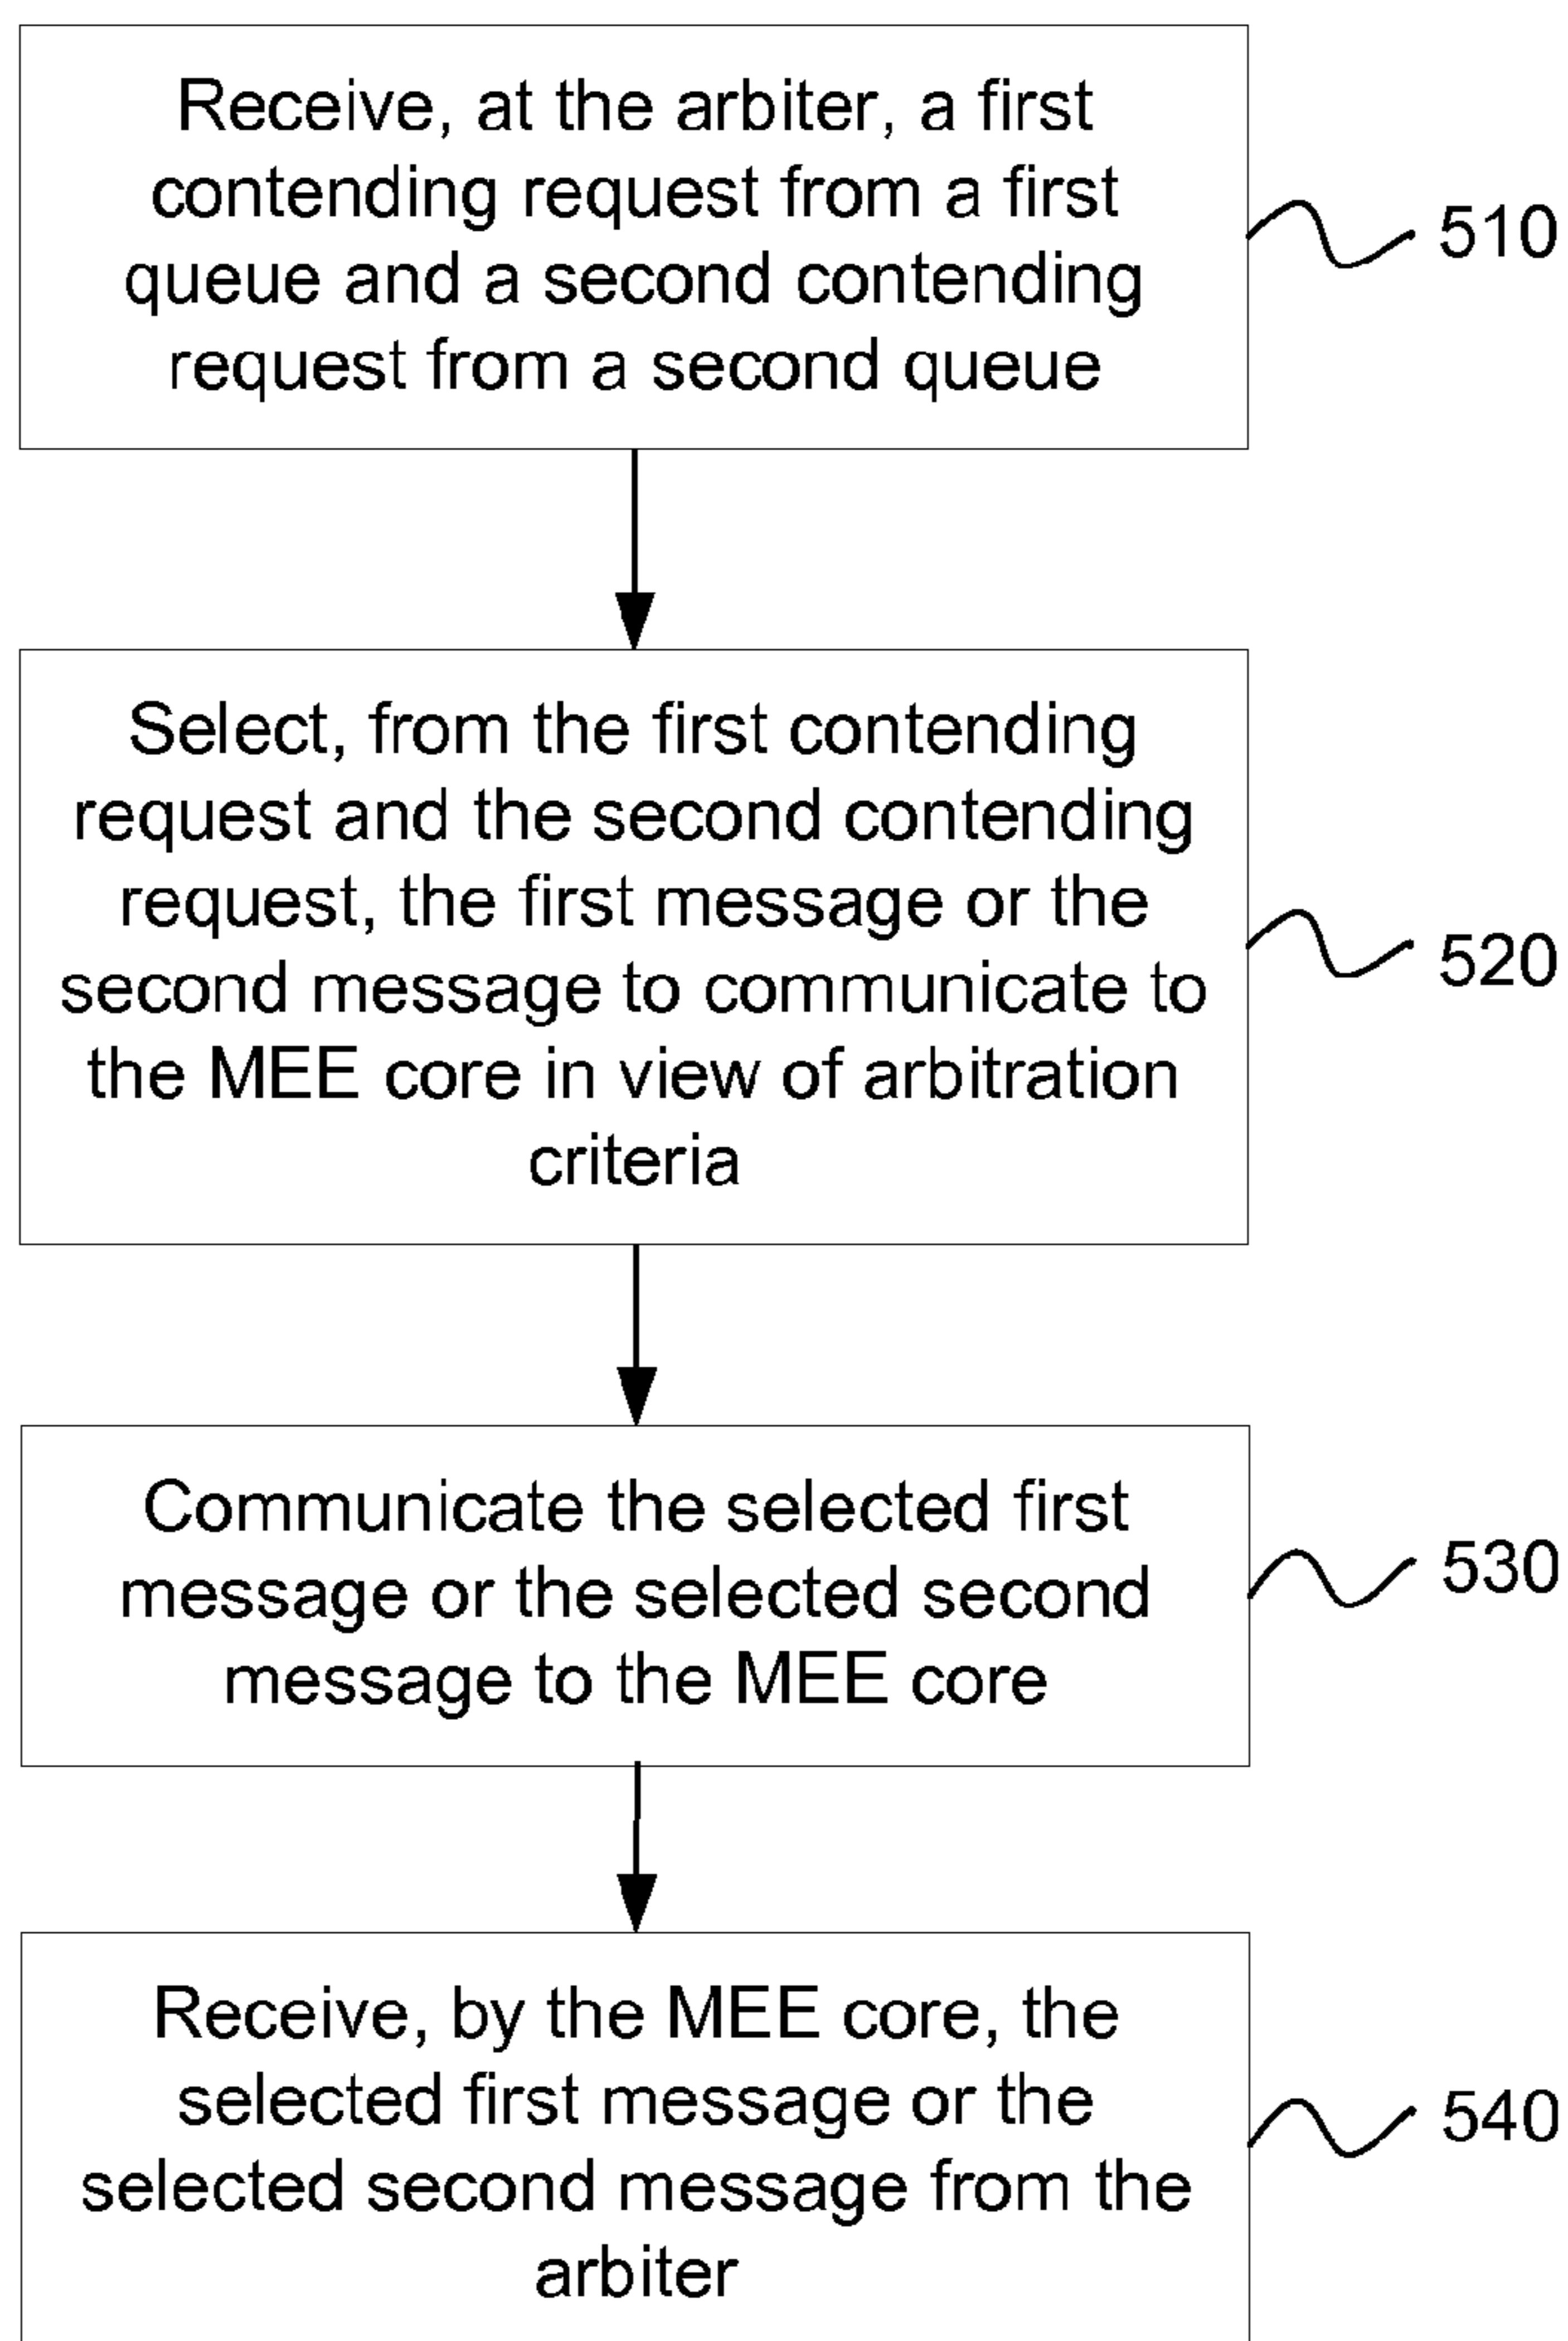 Receive, at the arbiter, a first
contending request from a first
queue and a second contending
request from a second queue
510
Select, from the first contending
request and the second contending
request, the first message or the
second message to communicate to
the MEE core in view of arbitration
criteria
520
Communicate the selected first
message or the selected second
message to the MEE core
530
Receive, by the MEE core, the
selected first message or the
selected second message from the
arbiter
540